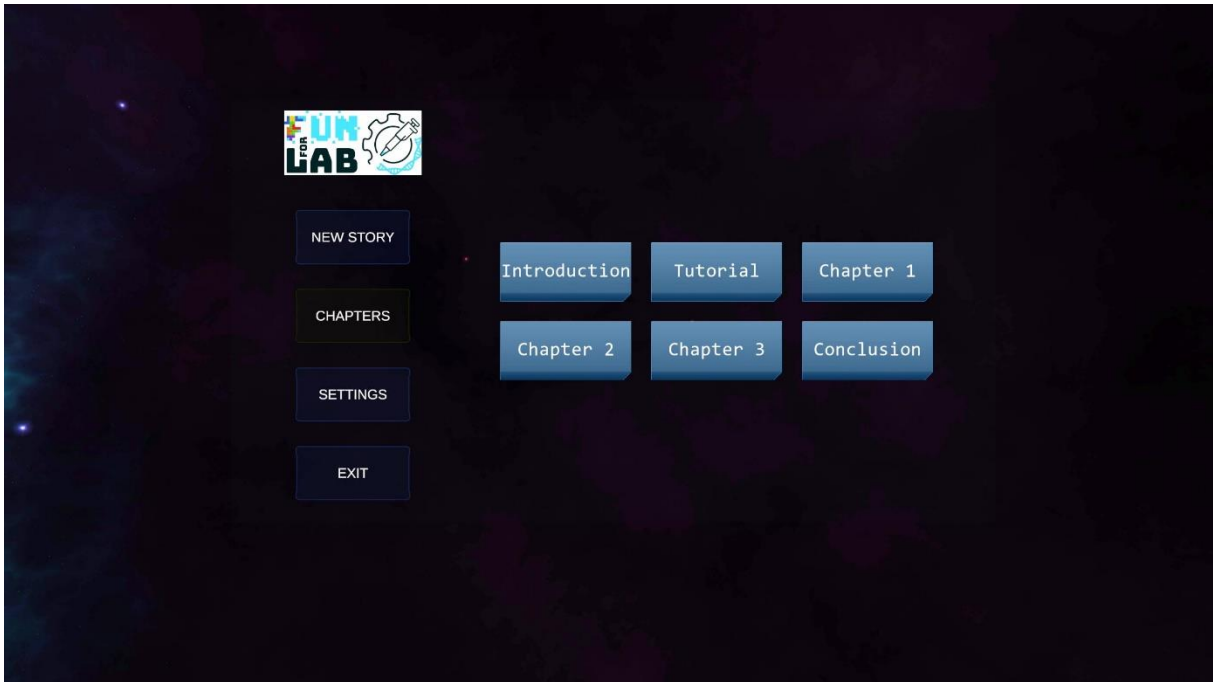 FUN
FOR
LAB
NEW STORY
CHAPTERS
SETTINGS
EXIT
Introduction
Tutorial
Chapter 1
Chapter 2
Chapter 3
Conclusion